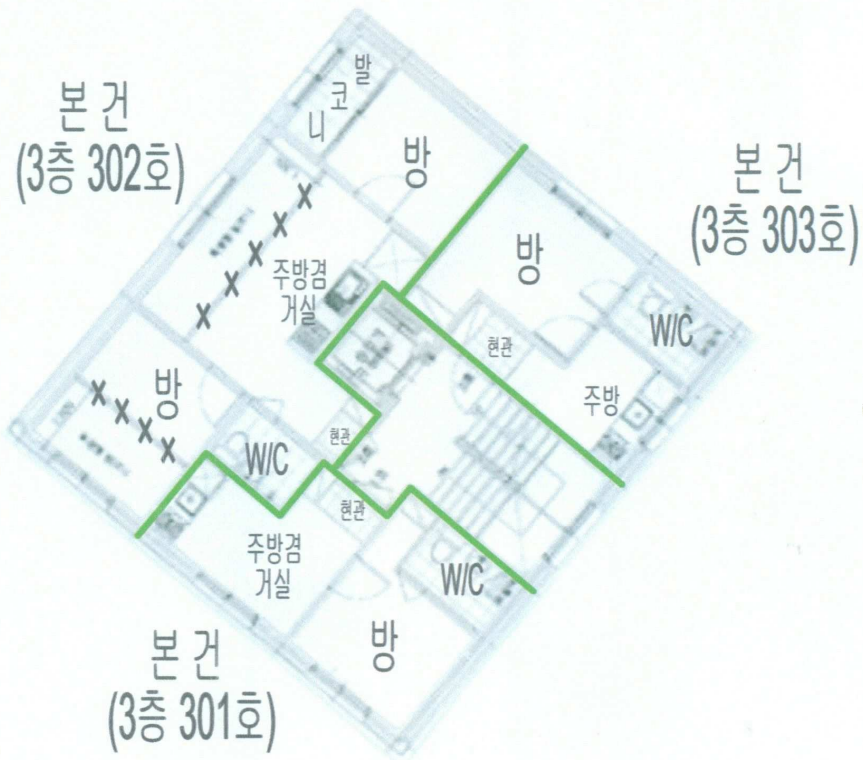 본 건
(3층 302호)
발
코
니
방
본 건
(3층 303호)
방
주방겸
거실
W/C
현관
방
주방
현관
W/C
현관
주방겸
거실
W/C
방
본 건
(3층 301호)